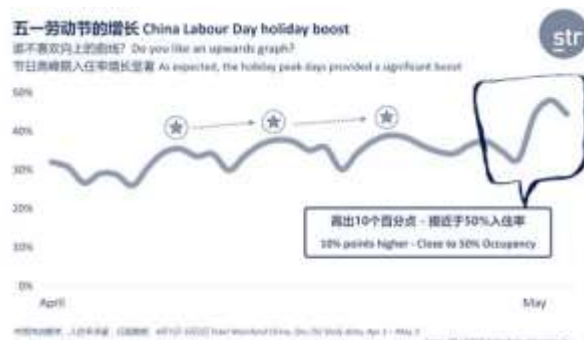 五一劳动节的增长 China Labour Day holiday boost
str
谁不喜欢向上的曲线？ Do you like an upwards graph?
节日高峰期入住率增长显著 As expected, the holiday peak days provided a significant boost
50%
40%
30%
20%
10%
0%
高出10个百分点 - 接近于50%入住率
10% points higher - Close to 50% Occupancy
April
May